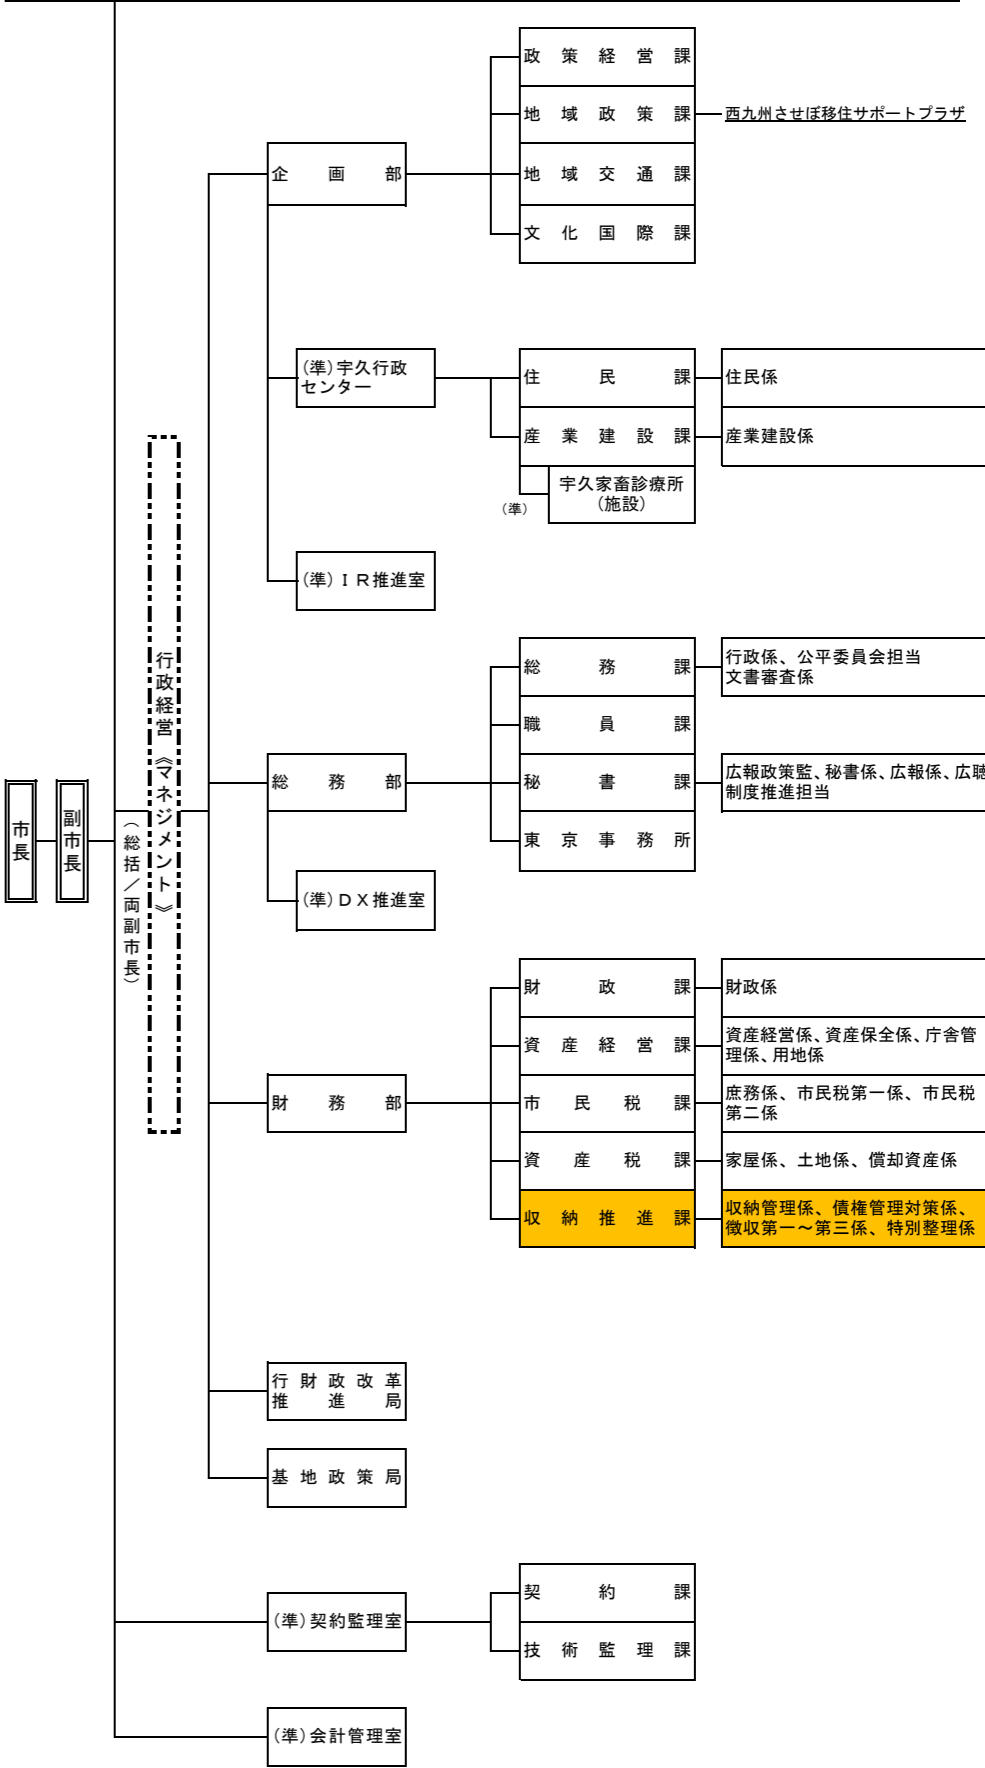 政策経営課
地域政策課
西九州させぼ移住サポートプラザ
企画部
地域交通課
文化国際課
(準)宇久行政
センター
住民課
住民係
産業建設課
産業建設係
(準)
宇久家畜診療所
(施設)
(準)ＩＲ推進室
総務課
行政係、公平委員会担当
文書審査係
職員課
総務部
秘書課
広報政策監、秘書係、広報係、広聴
制度推進担当
東京事務所
(準)ＤＸ推進室
市長
副市長
(総括／両副市長)
行政経営《マネジメント》
財政課
財政係
資産経営課
資産経営係、資産保全係、庁舎管
理係、用地係
財務部
市民税課
庶務係、市民税第一係、市民税
第二係
資産税課
家屋係、土地係、償却資産係
収納推進課
収納管理係、債権管理対策係、
徴収第一～第三係、特別整理係
行財政改革
推進局
基地政策局
(準)契約監理室
契約課
技術監理課
(準)会計管理室